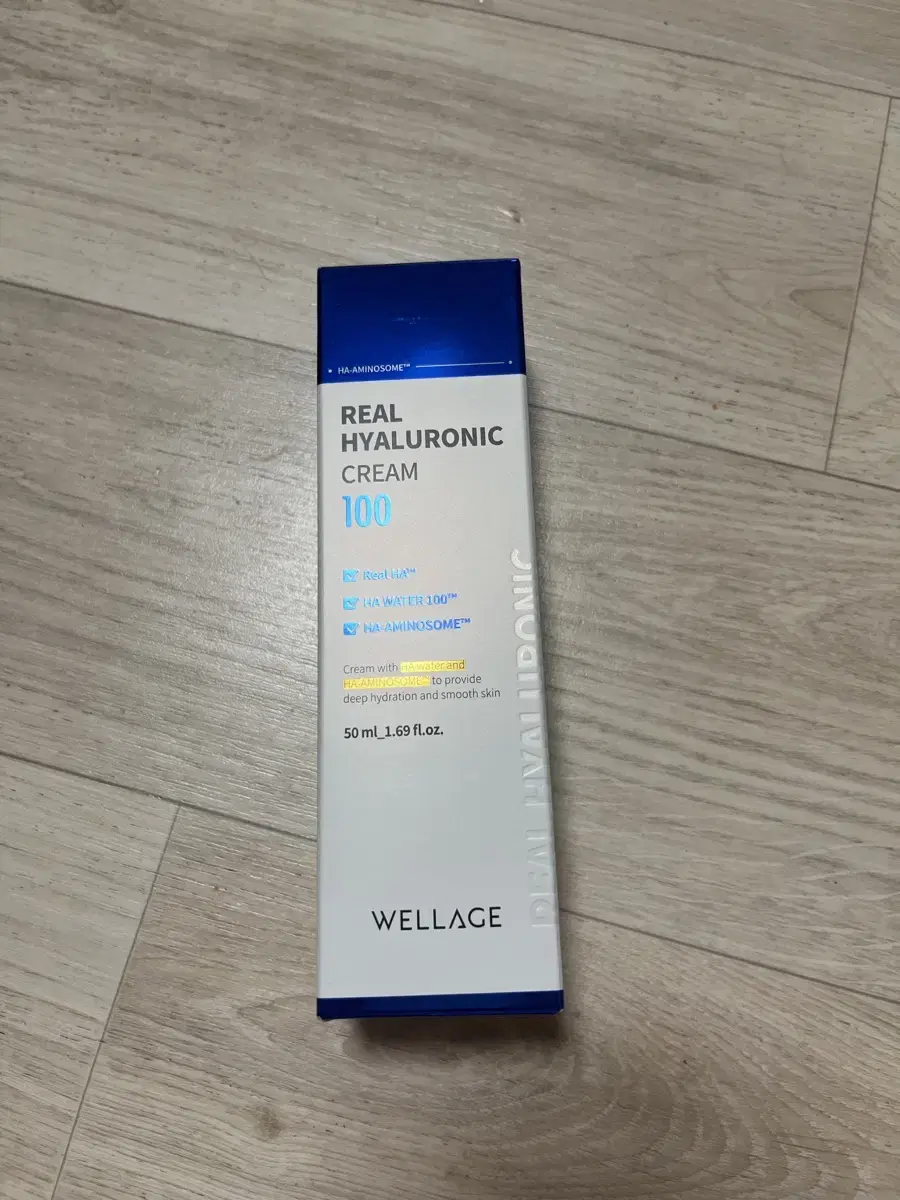 HA-AMINOSOME™
REAL
HYALURONIC
CREAM
100
Real HA™
HA WATER 100™
HA-AMINOSOME™
Cream with HA water and
HA-AMINOSOME™ to provide
deep hydration and smooth skin
50 ml_1.69 fl.oz.
WELLAGE
REAL HYALURONIC